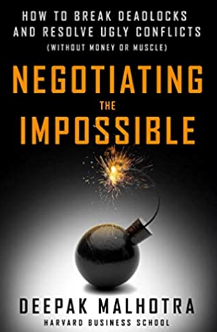 HOW TO BREAK DEADLOCKS
AND RESOLVE UGLY CONFLICTS
(WITHOUT MONEY OR MUSCLE)
NEGOTIATING
THE
IMPOSSIBLE
DEEPAK MALHOTRA
HARVARD BUSINESS SCHOOL